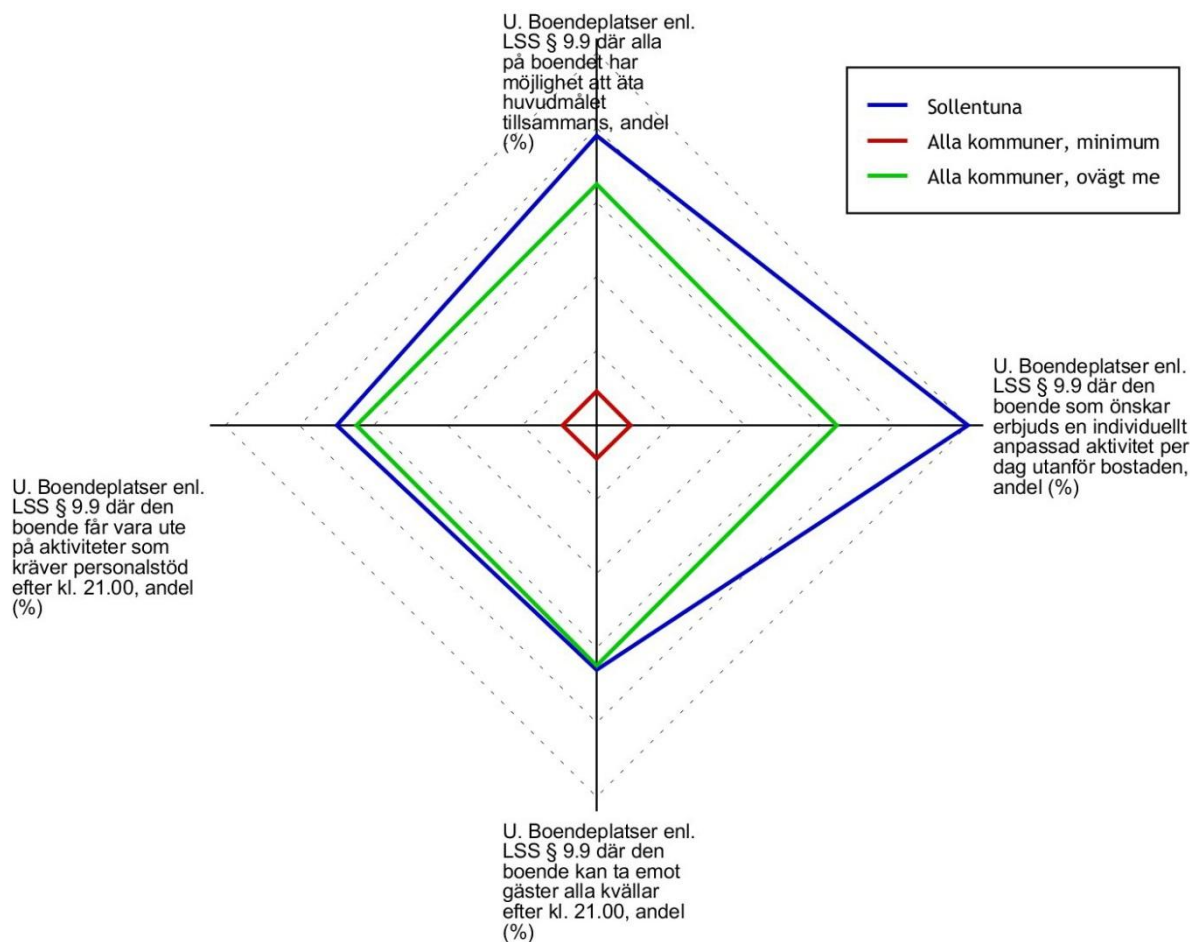 U. Boendeplatser enl.
LSS § 9.9 där alla
på boendet har
möjlighet att äta
huvudmålet
tillsammans, andel
(%)
Sollentuna
Alla kommuner, minimum
Alla kommuner, ovägt me
U. Boendeplatser enl.
LSS § 9.9 där den
boende som önskar
erbjuds en individuellt
anpassad aktivitet per
dag utanför bostaden,
andel (%)
U. Boendeplatser enl.
LSS § 9.9 där den
boende får vara ute
på aktiviteter som
kräver personalstöd
efter kl. 21.00, andel
(%)
U. Boendeplatser enl.
LSS § 9.9 där den
boende kan ta emot
gäster alla kvällar
efter kl. 21.00, andel
(%)